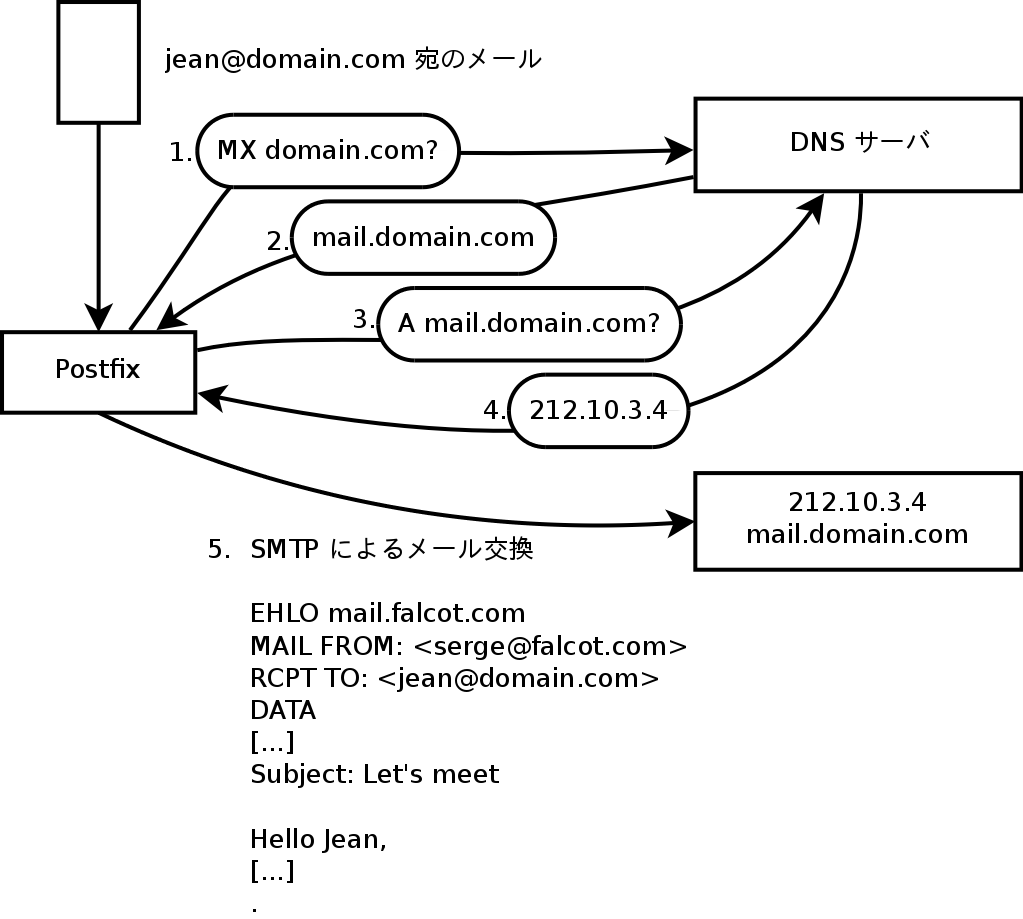 jean@domain.com 宛のメール
1. MX domain.com?
DNS サーバ
2. mail.domain.com
3. A mail.domain.com?
Postfix
4. 212.10.3.4
212.10.3.4
mail.domain.com
5. SMTP によるメール交換
EHLO mail.falcot.com
MAIL FROM: <serge@falcot.com>
RCPT TO: <jean@domain.com>
DATA
[...]
Subject: Let's meet
Hello Jean,
[...]
.